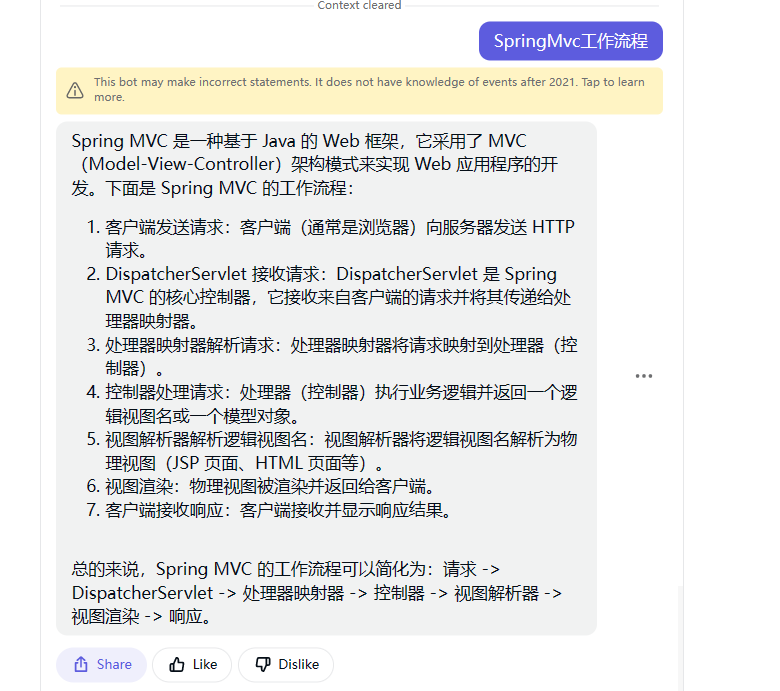 Context cleared
SpringMvc工作流程
This bot may make incorrect statements. It does not have knowledge of events after 2021. Tap to learn
more.
Spring MVC 是一种基于 Java 的 Web 框架，它采用了 MVC
（Model-View-Controller）架构模式来实现 Web 应用程序的开
发。下面是 Spring MVC 的工作流程：
1. 客户端发送请求：客户端（通常是浏览器）向服务器发送 HTTP
请求。
2. DispatcherServlet 接收请求：DispatcherServlet 是 Spring
MVC 的核心控制器，它接收来自客户端的请求并将其传递给处
理器映射器。
3. 处理器映射器解析请求：处理器映射器将请求映射到处理器（控
制器）。
4. 控制器处理请求：处理器（控制器）执行业务逻辑并返回一个逻
辑视图名或一个模型对象。
5. 视图解析器解析逻辑视图名：视图解析器将逻辑视图名解析为物
理视图（JSP 页面、HTML 页面等）。
6. 视图渲染：物理视图被渲染并返回给客户端。
7. 客户端接收响应：客户端接收并显示响应结果。
总的来说，Spring MVC 的工作流程可以简化为：请求 ->
DispatcherServlet -> 处理器映射器 -> 控制器 -> 视图解析器 ->
视图渲染 -> 响应。
Share Like Dislike